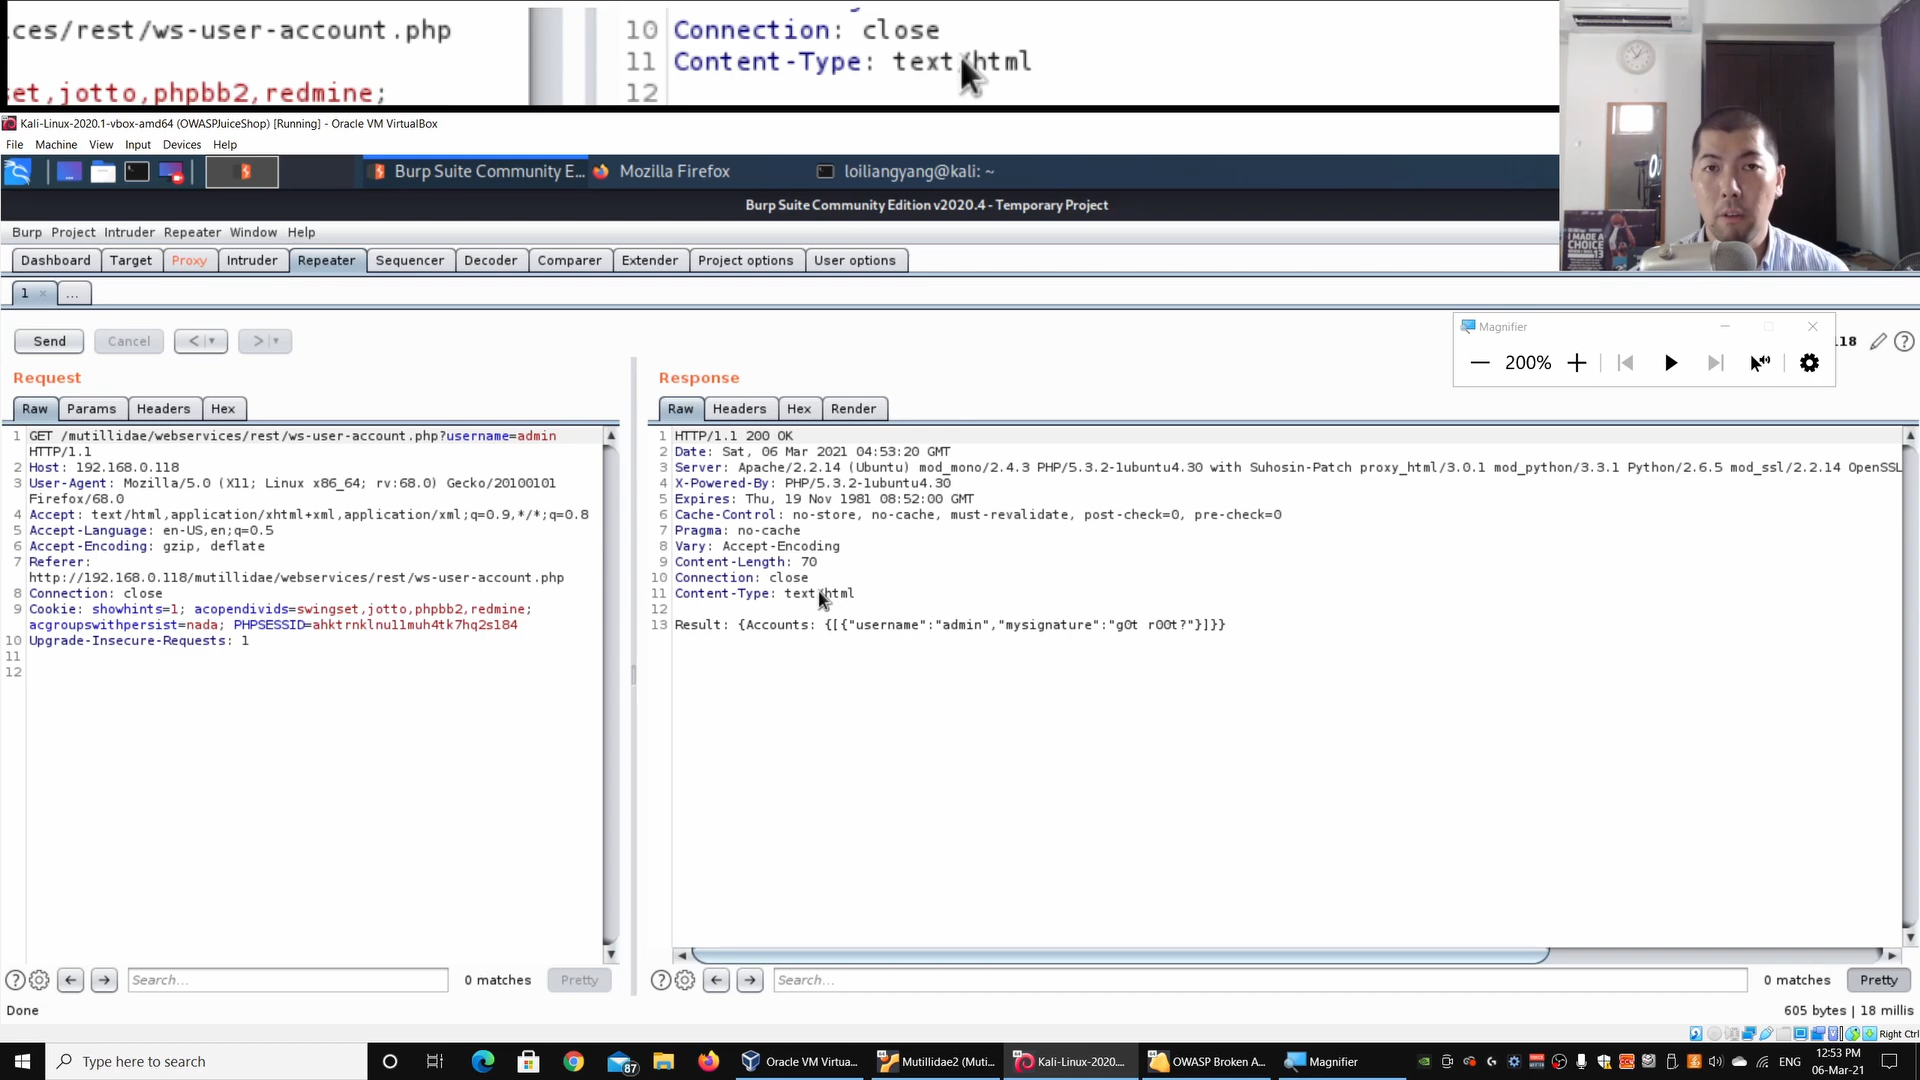 ces/rest/ws-user-account.php
et,jotto,phpbb2,redmine;
10 Connection: close
11 Content-Type: text/html
12
Kali-Linux-2020.1-vbox-amd64 (OWASPJuiceShop) [Running] - Oracle VM VirtualBox
File Machine View Input Devices Help
Burp Suite Community E... Mozilla Firefox loiliangyang@kali: ~
Burp Suite Community Edition v2020.4 - Temporary Project
Burp Project Intruder Repeater Window Help
Dashboard Target Proxy Intruder Repeater Sequencer Decoder Comparer Extender Project options User options
1 × ...
I MADE A
CHOICE
13
Magnifier
200%
.18
Send Cancel < >
Request
Raw Params Headers Hex
1 GET /mutillidae/webservices/rest/ws-user-account.php?username=admin
HTTP/1.1
2 Host: 192.168.0.118
3 User-Agent: Mozilla/5.0 (X11; Linux x86_64; rv:68.0) Gecko/20100101
Firefox/68.0
4 Accept: text/html,application/xhtml+xml,application/xml;q=0.9,*/*;q=0.8
5 Accept-Language: en-US,en;q=0.5
6 Accept-Encoding: gzip, deflate
7 Referer:
http://192.168.0.118/mutillidae/webservices/rest/ws-user-account.php
8 Connection: close
9 Cookie: showhints=1; acopendivids=swingset,jotto,phpbb2,redmine;
acgroupswithpersist=nada; PHPSESSID=ahktrnklnu11muh4tk7hq2s184
10 Upgrade-Insecure-Requests: 1
11
12
Response
Raw Headers Hex Render
1 HTTP/1.1 200 OK
2 Date: Sat, 06 Mar 2021 04:53:20 GMT
3 Server: Apache/2.2.14 (Ubuntu) mod_mono/2.4.3 PHP/5.3.2-1ubuntu4.30 with Suhosin-Patch proxy_html/3.0.1 mod_python/3.3.1 Python/2.6.5 mod_ssl/2.2.14 OpenSSL
4 X-Powered-By: PHP/5.3.2-1ubuntu4.30
5 Expires: Thu, 19 Nov 1981 08:52:00 GMT
6 Cache-Control: no-store, no-cache, must-revalidate, post-check=0, pre-check=0
7 Pragma: no-cache
8 Vary: Accept-Encoding
9 Content-Length: 70
10 Connection: close
11 Content-Type: text/html
12
13 Result: {Accounts: {[{"username":"admin","mysignature":"g0t r00t?"}]}}
Search... 0 matches Pretty
Search... 0 matches Pretty
Done
605 bytes | 18 millis
Right Ctrl
Type here to search
87
Oracle VM Virtua... Mutillidae2 (Muti... Kali-Linux-2020.... OWASP Broken A... Magnifier
ENG
12:53 PM
06-Mar-21